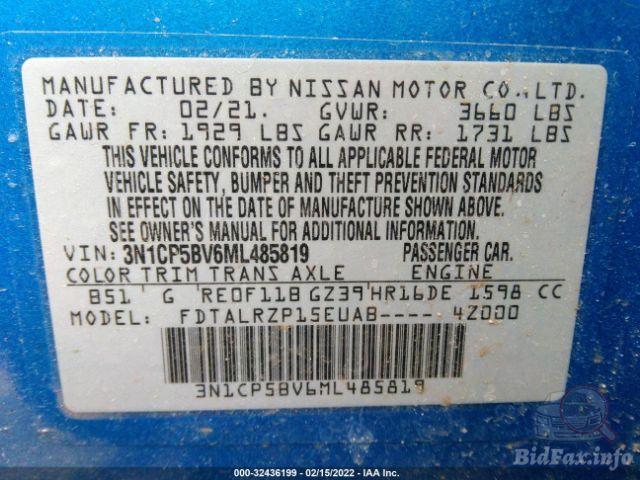 MANUFACTURED BY NISSAN MOTOR CO., LTD.
DATE: 02/21. GVWR: 3660 LBS
GAWR FR: 1929 LBS GAWR RR: 1731 LBS
THIS VEHICLE CONFORMS TO ALL APPLICABLE FEDERAL MOTOR
VEHICLE SAFETY, BUMPER AND THEFT PREVENTION STANDARDS
IN EFFECT ON THE DATE OF MANUFACTURE SHOWN ABOVE.
SEE OWNER'S MANUAL FOR ADDITIONAL INFORMATION.
VIN: 3N1CP5BV6ML485819 PASSENGER CAR.
COLOR TRIM TRANS AXLE ENGINE
B51 G RE0F11B GZ39 HR16DE 1598 CC
MODEL: FDTALRZP15EUAB---- 4Z000
3N1CP5BV6ML485819
BidFax.info
000-32436199 - 02/15/2022 - IAA Inc.